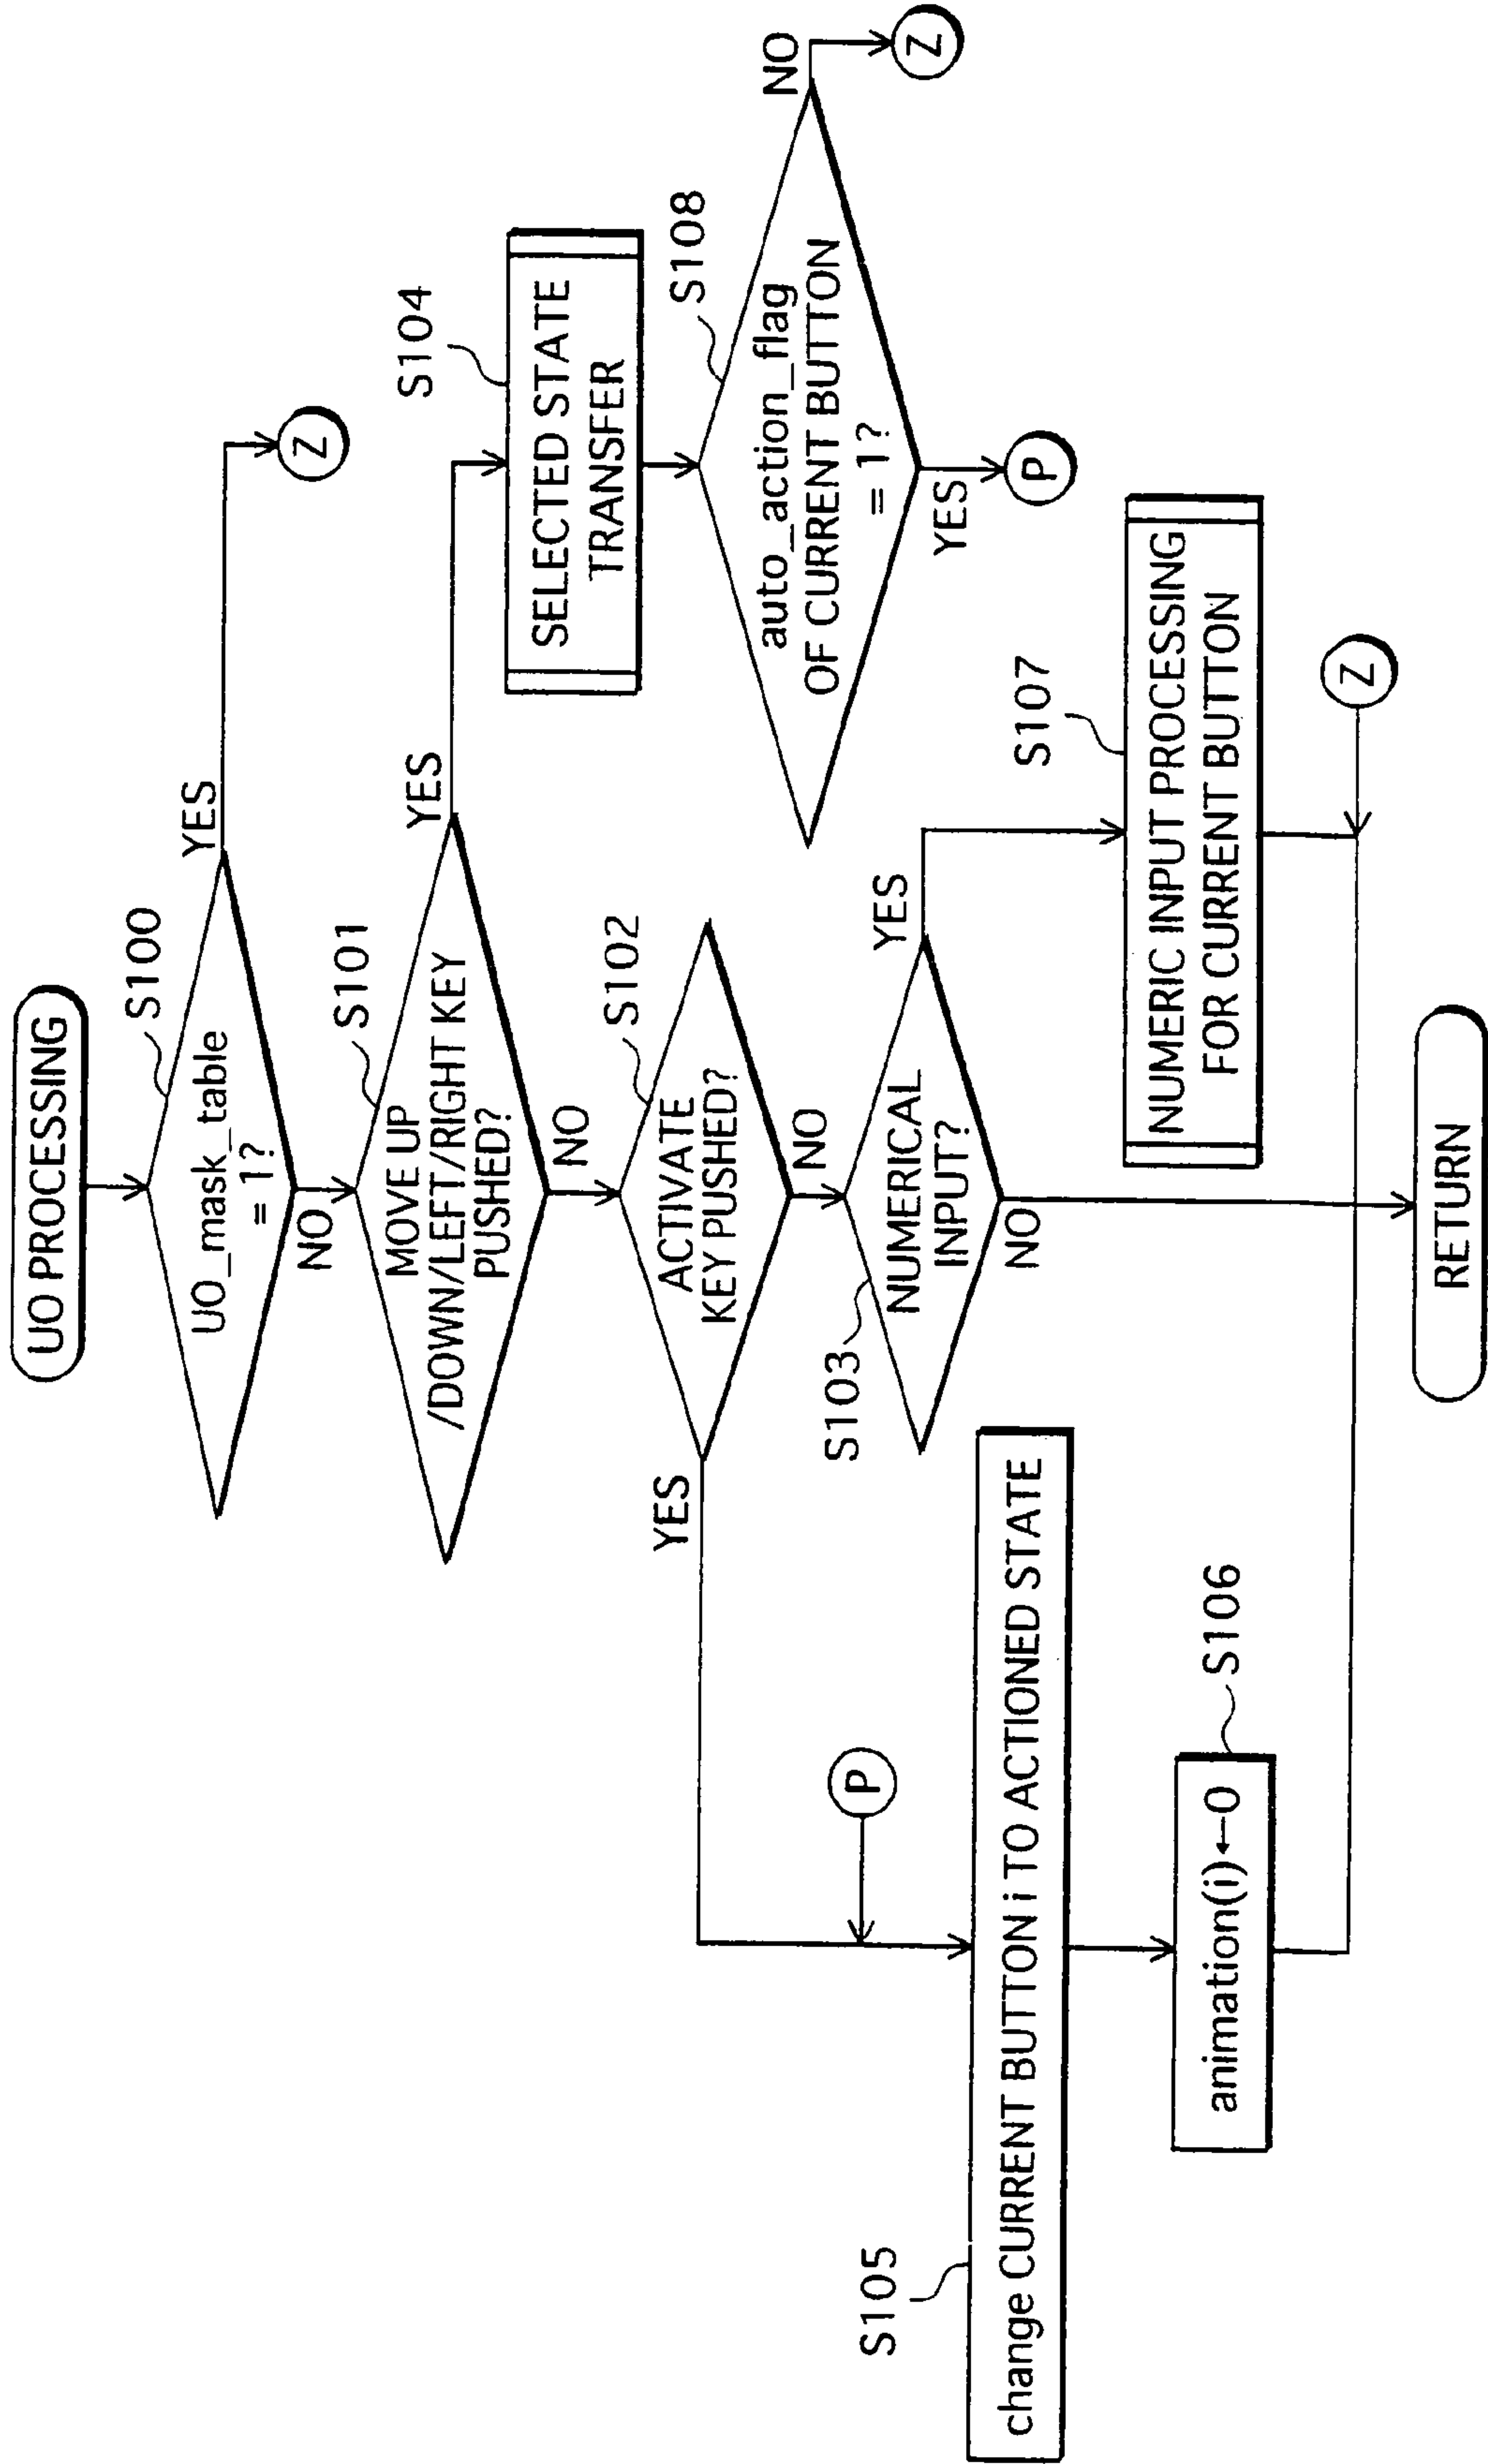 UO PROCESSING
S100
UO_mask_table
= 1?
YES
Z
NO
S101
MOVE UP
/DOWN/LEFT/RIGHT KEY
PUSHED?
YES
NO
S104
SELECTED STATE
TRANSFER
S102
ACTIVATE
KEY PUSHED?
YES
NO
S108
auto_action_flag
OF CURRENT BUTTON
= 1?
NO
Z
YES
P
S103
NUMERICAL
INPUT?
YES
NO
P
S105
change CURRENT BUTTON i TO ACTIONED STATE
S107
NUMERIC INPUT PROCESSING
FOR CURRENT BUTTON
S106
animation(i)←0
Z
RETURN